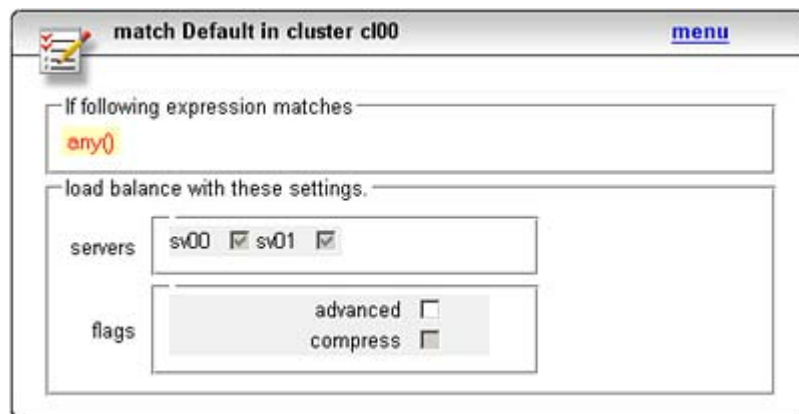 match Default in cluster cl00 menu
If following expression matches
any()
load balance with these settings.
servers sv00 sv01
advanced
flags
compress